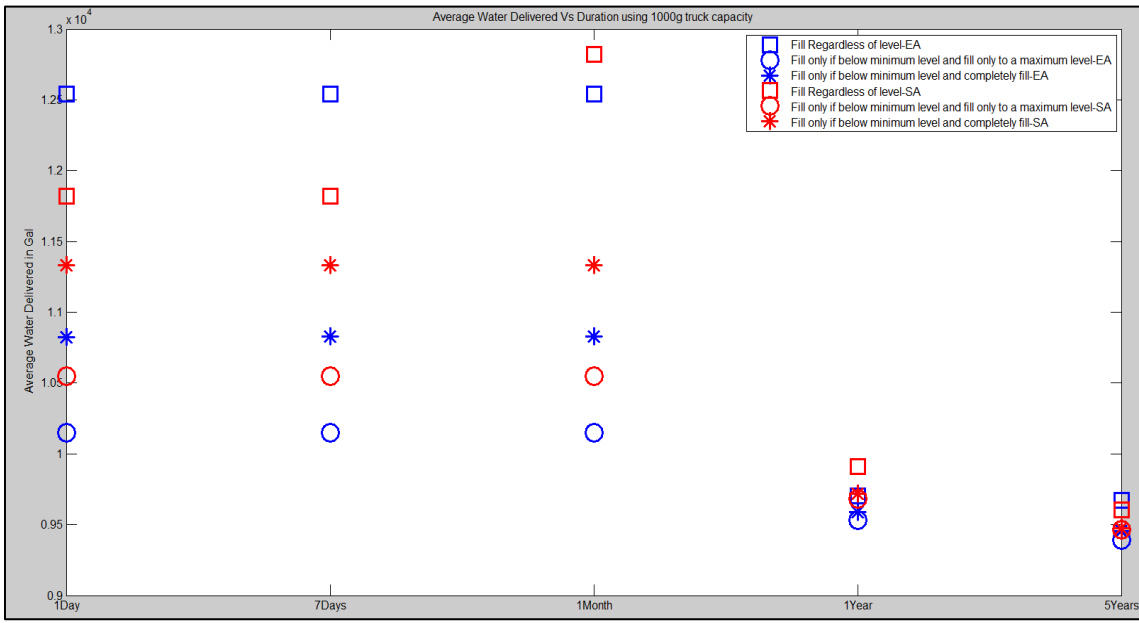 Average Water Delivered Vs Duration using 1000g truck capacity
x 10^4
1.3
1.25
1.2
1.15
1.1
1.05
1
0.95
0.9
Average Water Delivered in Gal
Fill Regardless of level-EA
Fill only if below minimum level and fill only to a maximum level-EA
Fill only if below minimum level and completely fill-EA
Fill Regardless of level-SA
Fill only if below minimum level and fill only to a maximum level-SA
Fill only if below minimum level and completely fill-SA
1Day
7Days
1Month
1Year
5Years